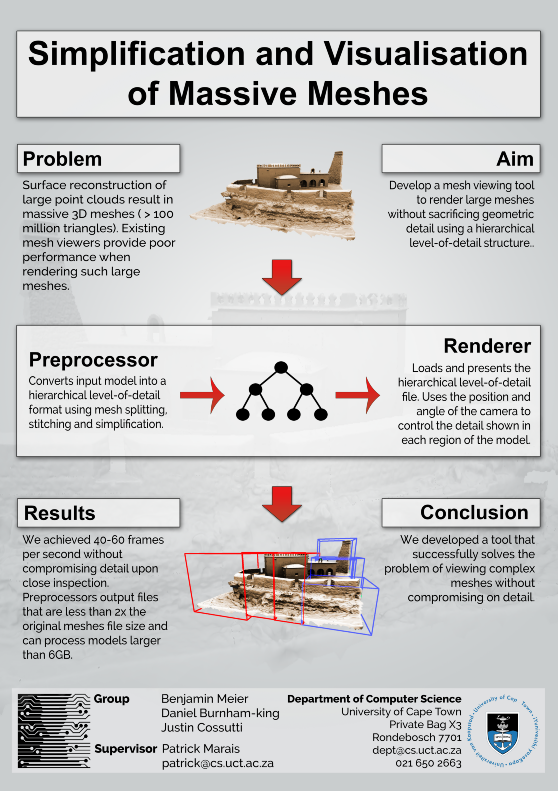 Simplification and Visualisation
of Massive Meshes
Problem
Surface reconstruction of
large point clouds result in
massive 3D meshes ( > 100
million triangles). Existing
mesh viewers provide poor
performance when
rendering such large
meshes.
Aim
Develop a mesh viewing tool
to render large meshes
without sacrificing geometric
detail using a hierarchical
level-of-detail structure..
Preprocessor
Converts input model into a
hierarchical level-of-detail
format using mesh splitting,
stitching and simplification.
Renderer
Loads and presents the
hierarchical level-of-detail
file. Uses the position and
angle of the camera to
control the detail shown in
each region of the model.
Results
We achieved 40-60 frames
per second without
compromising detail upon
close inspection.
Preprocessors output files
that are less than 2x the
original meshes file size and
can process models larger
than 6GB.
Conclusion
We developed a tool that
successfully solves the
problem of viewing complex
meshes without
compromising on detail.
Group
Benjamin Meier
Daniel Burnham-king
Justin Cossutti
Supervisor Patrick Marais
patrick@cs.uct.ac.za
Department of Computer Science
University of Cape Town
Private Bag X3
Rondebosch 7701
dept@cs.uct.ac.za
021 650 2663
University of Cape Town